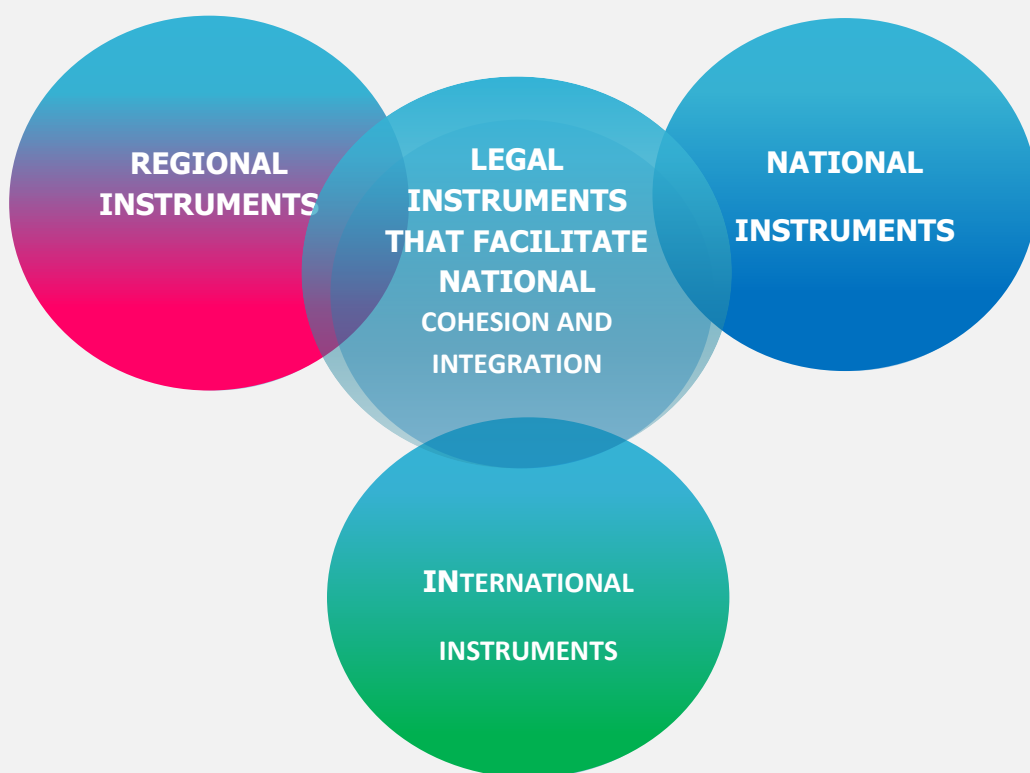 REGIONAL
INSTRUMENTS
LEGAL
INSTRUMENTS
THAT FACILITATE
NATIONAL
COHESION AND
INTEGRATION
NATIONAL
INSTRUMENTS
INTERNATIONAL
INSTRUMENTS